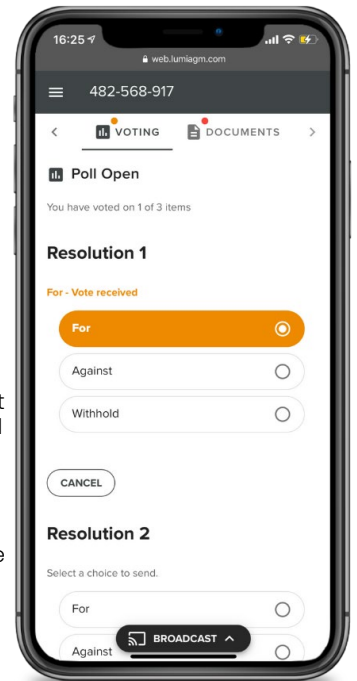 16:25
web.lumiagm.com
482-568-917
VOTING
DOCUMENTS
Poll Open
You have voted on 1 of 3 items
Resolution 1
For - Vote received
For
Against
Withhold
CANCEL
Resolution 2
Select a choice to send.
For
BROADCAST
Against